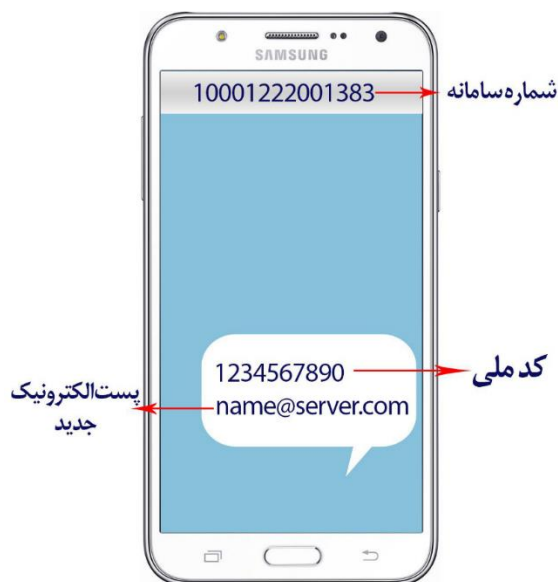 SAMSUNG
10001222001383
شماره سامانه
1234567890
کد ملی
name@server.com
پست الکترونیک
جدید